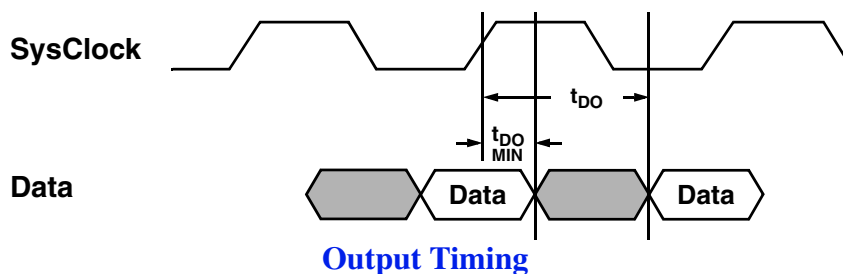 SysClock
tDO
tDO
MIN
Data
Data
Data
Output Timing